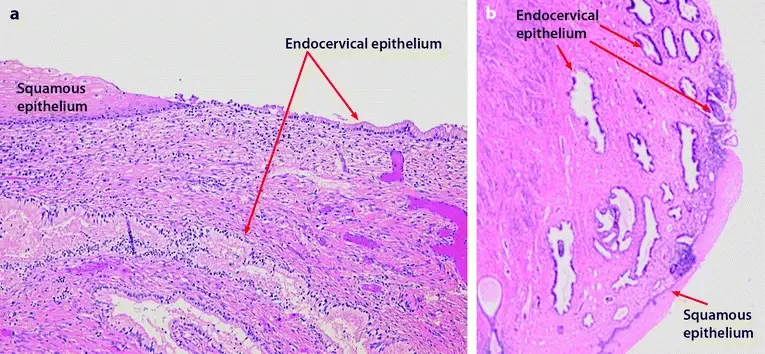 a
Endocervical epithelium
Squamous
epithelium
b
Endocervical
epithelium
Squamous
epithelium